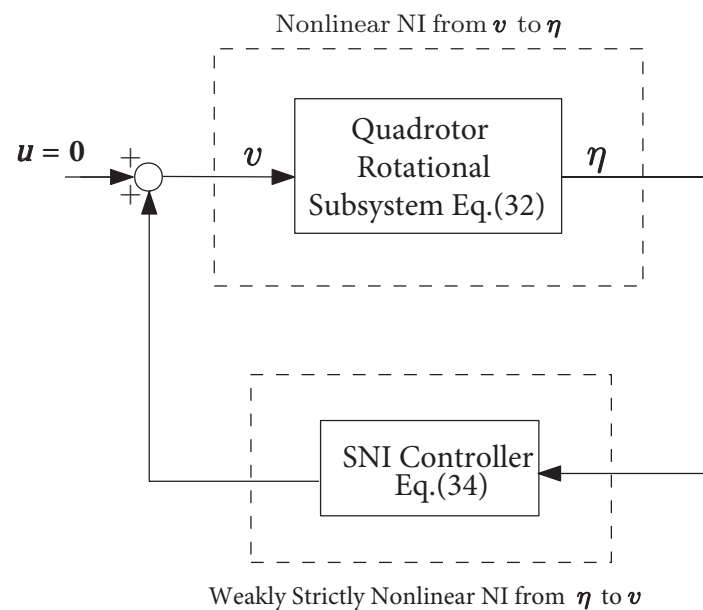 Nonlinear NI from v to η
u = 0
+
+
v
Quadrotor
Rotational
Subsystem Eq.(32)
η
SNI Controller
Eq.(34)
Weakly Strictly Nonlinear NI from η to v